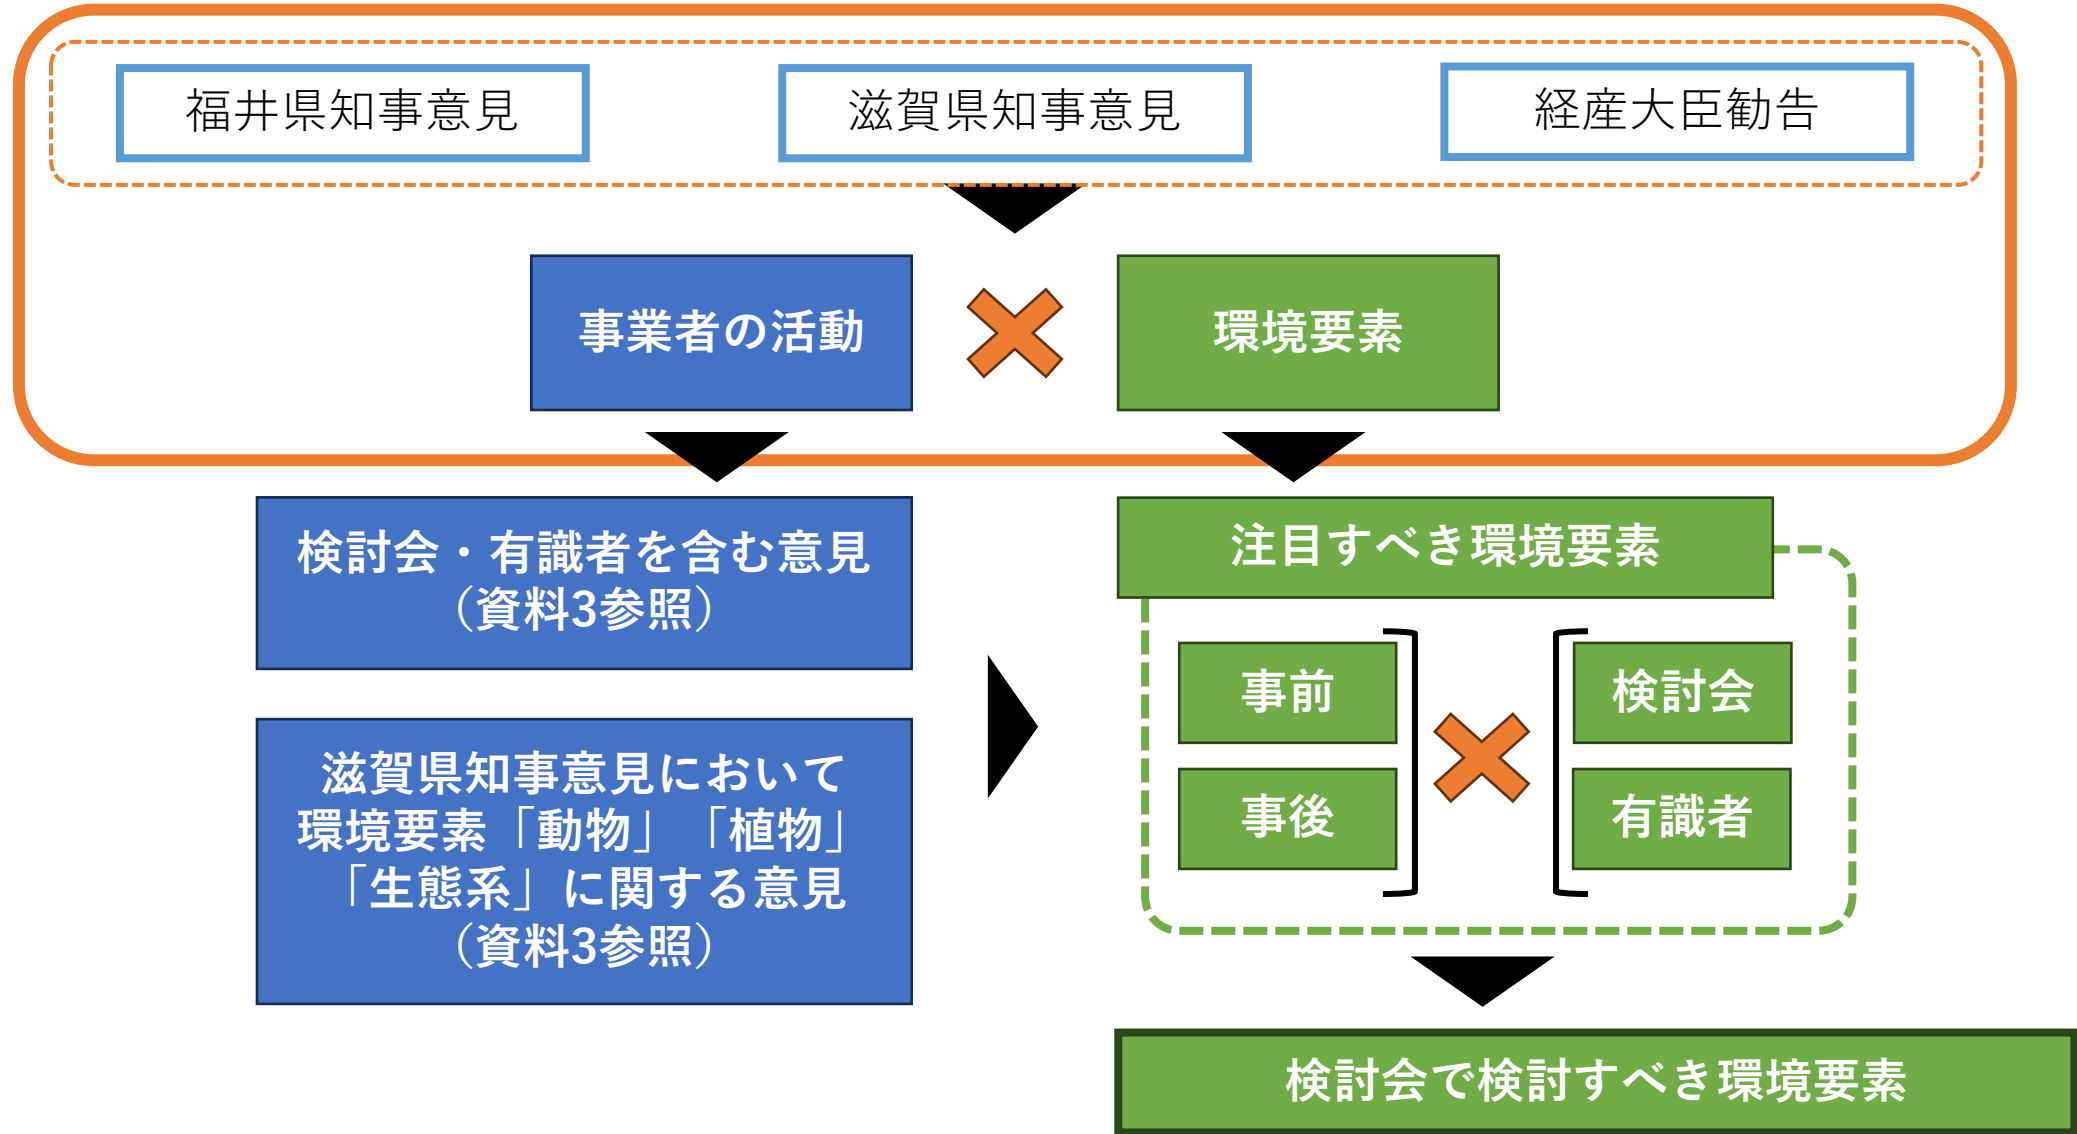 福井県知事意見
滋賀県知事意見
経産大臣勧告
事業者の活動
環境要素
検討会・有識者を含む意見
（資料3参照）
滋賀県知事意見において
環境要素「動物」「植物」
「生態系」に関する意見
（資料3参照）
注目すべき環境要素
事前
検討会
事後
有識者
検討会で検討すべき環境要素